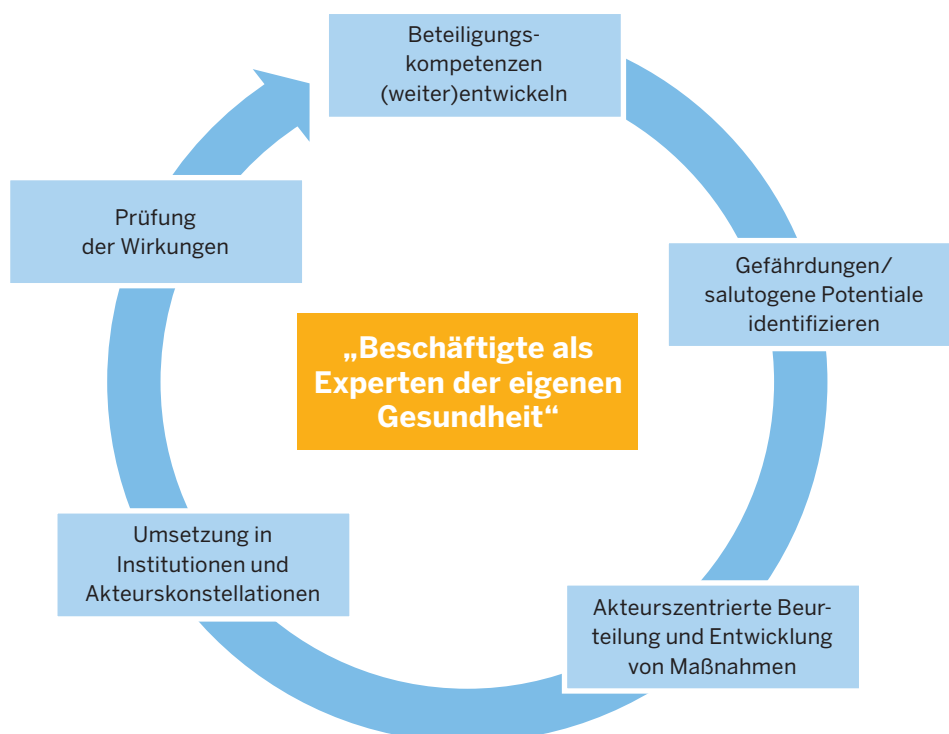 Beteiligungs-
kompetenzen
(weiter)entwickeln
Gefährdungen/
salutogene Potentiale
identifizieren
Akteurszentrierte Beur-
teilung und Entwicklung
von Maßnahmen
Umsetzung in
Institutionen und
Akteurskonstellationen
Prüfung
der Wirkungen
„Beschäftigte als
Experten der eigenen
Gesundheit“